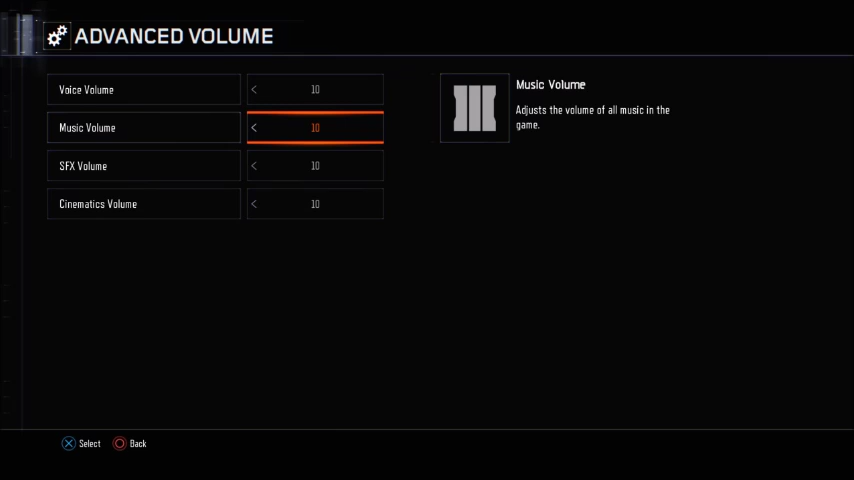 ADVANCED VOLUME
Voice Volume < 10
Music Volume < 10
SFX Volume < 10
Cinematics Volume < 10
Music Volume
Adjusts the volume of all music in the
game.
Select Back